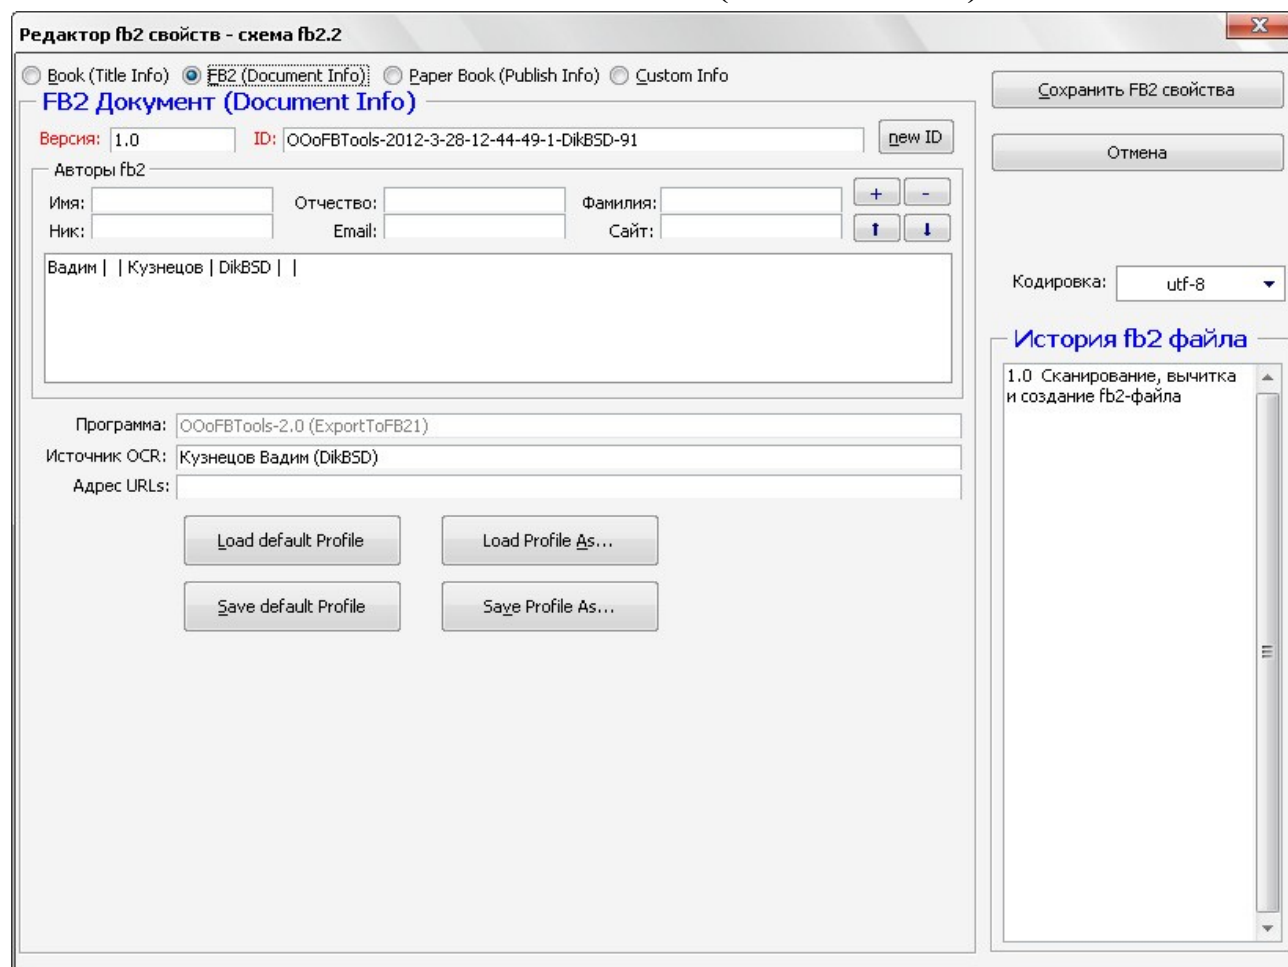 Редактор fb2 свойств - схема fb2.2
Book (Title Info) FB2 (Document Info) Paper Book (Publish Info) Custom Info
FB2 Документ (Document Info)
Версия: 1.0 ID: OOoFBTools-2012-3-28-12-44-49-1-DikBSD-91 new ID
Авторы fb2
Имя: Отчество: Фамилия: + -
Ник: Email: Сайт:
Вадим | | Кузнецов | DikBSD | |
Программа: OOoFBTools-2.0 (ExportToFB21)
Источник OCR: Кузнецов Вадим (DikBSD)
Адрес URLs:
Load default Profile Load Profile As...
Save default Profile Save Profile As...
Сохранить FB2 свойства
Отмена
Кодировка: utf-8
История fb2 файла
1.0 Сканирование, вычитка
и создание fb2-файла